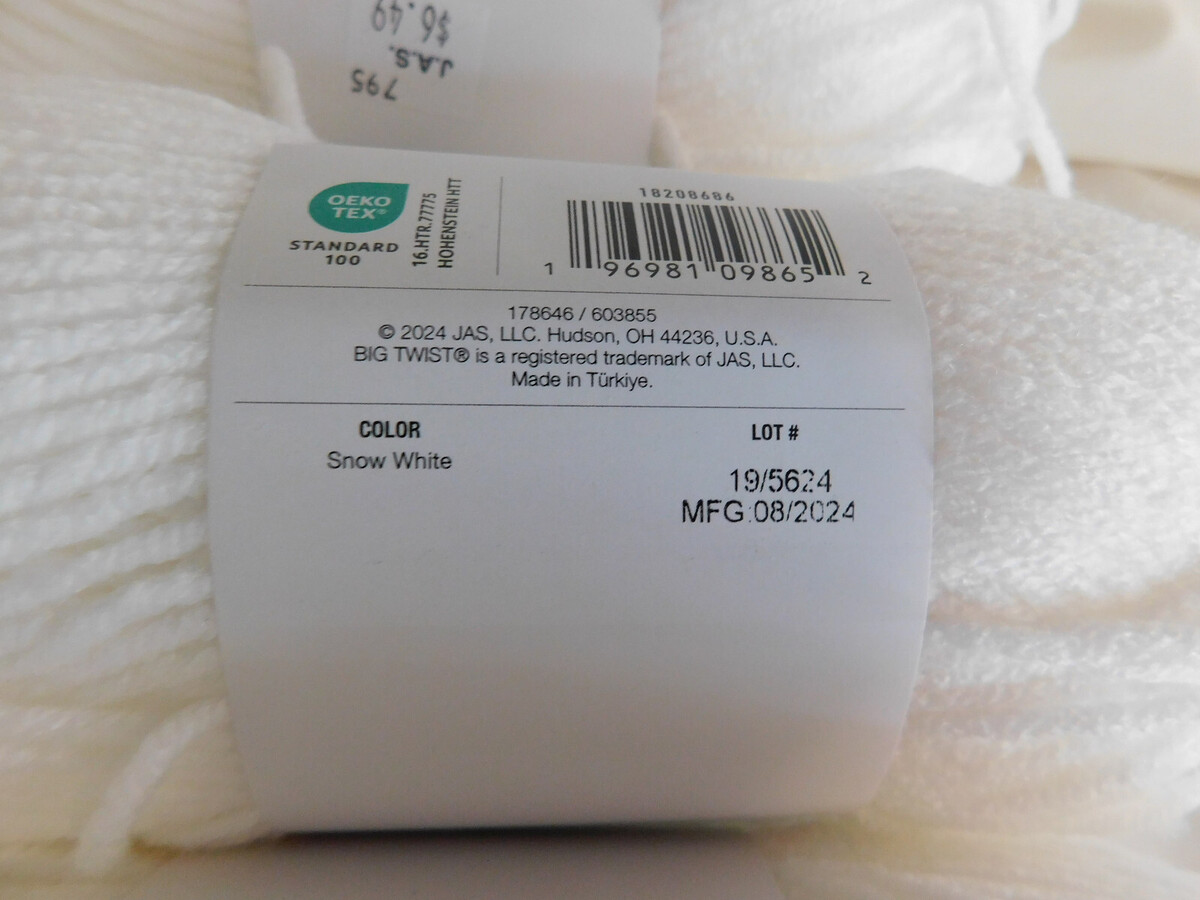 $6.49
J.A.S.
795
OEKO
TEX®
STANDARD
100
16.HTR.77775
HOHENSTEIN HTT
18208686
1 96981 09865 2
178646 / 603855
© 2024 JAS, LLC. Hudson, OH 44236, U.S.A.
BIG TWIST® is a registered trademark of JAS, LLC.
Made in Türkiye.
COLOR
Snow White
LOT #
19/5624
MFG:08/2024